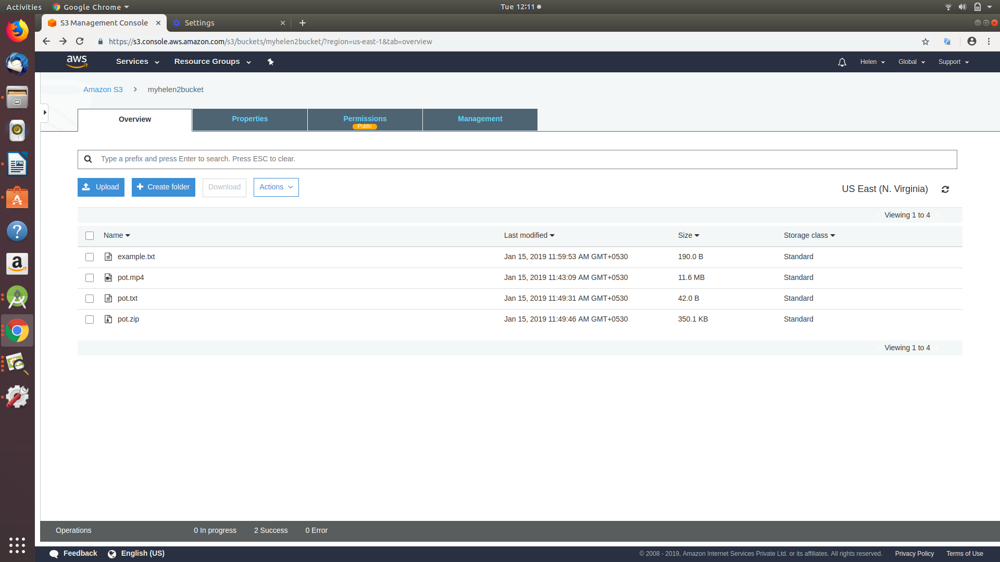 Activities Google Chrome Tue 12:11
S3 Management Console Settings
https://s3.console.aws.amazon.com/s3/buckets/myhelen2bucket/?region=us-east-1&tab=overview
aws Services Resource Groups Helen Global Support
Amazon S3 myhelen2bucket
Overview Properties Permissions Management
Public
Type a prefix and press Enter to search. Press ESC to clear.
Upload Create folder Download Actions US East (N. Virginia)
Viewing 1 to 4
Name Last modified Size Storage class
example.txt Jan 15, 2019 11:59:53 AM GMT+0530 190.0 B Standard
pot.mp4 Jan 15, 2019 11:43:09 AM GMT+0530 11.6 MB Standard
pot.txt Jan 15, 2019 11:49:31 AM GMT+0530 42.0 B Standard
pot.zip Jan 15, 2019 11:49:46 AM GMT+0530 350.1 KB Standard
Viewing 1 to 4
Operations 0 In progress 2 Success 0 Error
Feedback English (US) © 2008 - 2019, Amazon Internet Services Private Ltd. or its affiliates. All rights reserved. Privacy Policy Terms of Use